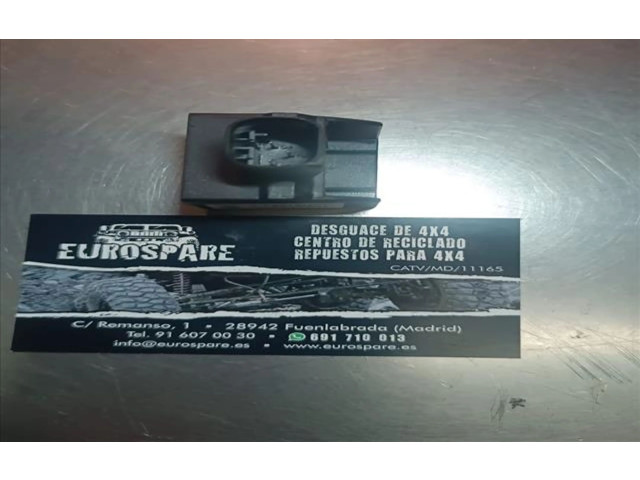 EUROSPARE
DESGUACE DE 4X4
CENTRO DE RECICLADO
REPUESTOS PARA 4X4
CATV/MD/11165
C/ Remanso, 1 • 28942 Fuenlabrada (Madrid)
Tel. 91 607 00 30 • 691 710 013
info@eurospare.es • www.eurospare.es